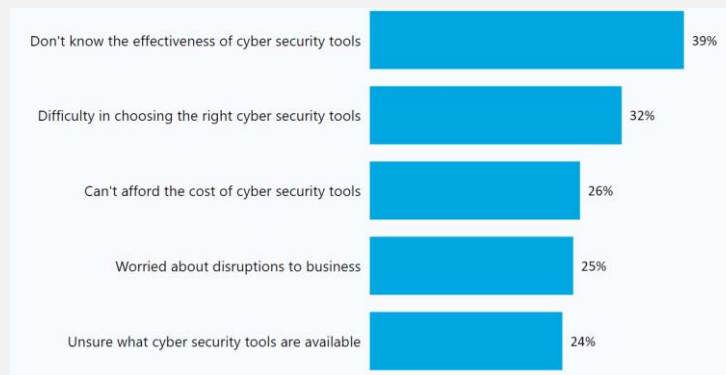 Don't know the effectiveness of cyber security tools 39%
Difficulty in choosing the right cyber security tools 32%
Can't afford the cost of cyber security tools 26%
Worried about disruptions to business 25%
Unsure what cyber security tools are available 24%